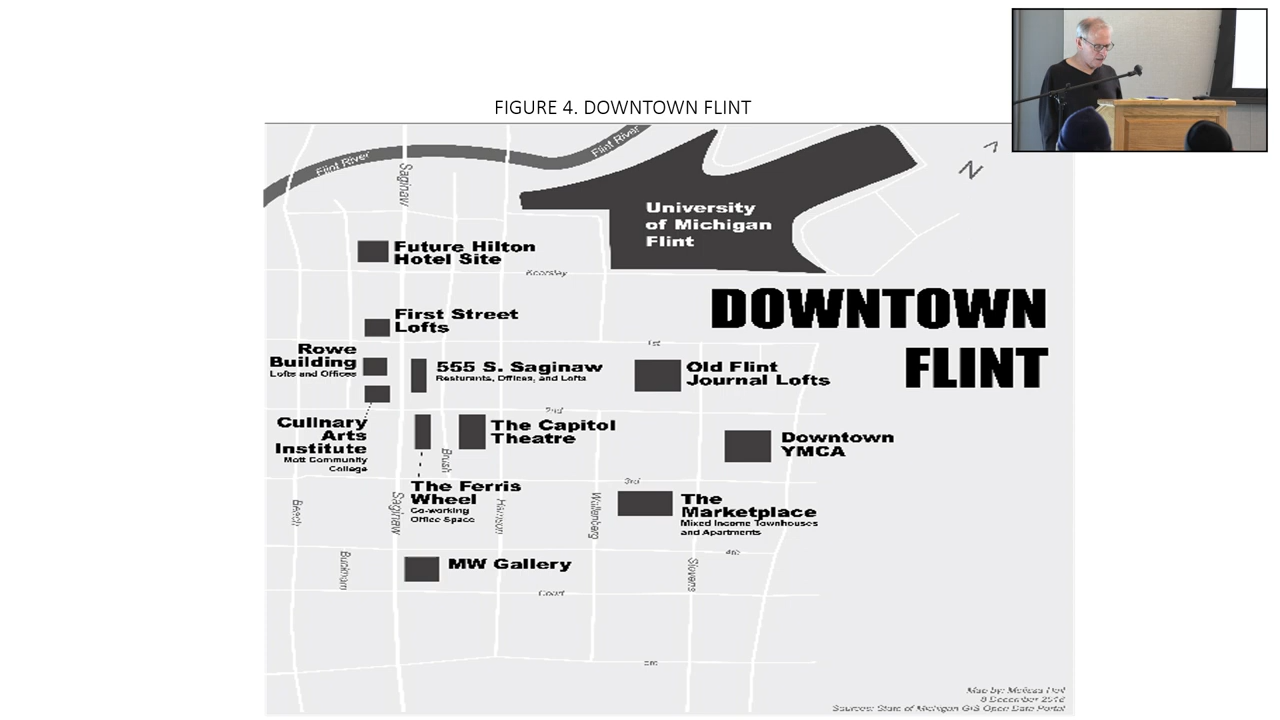 FIGURE 4. DOWNTOWN FLINT
Flint River
Flint River
Saginaw
N
University
of Michigan
Flint
Future Hilton
Hotel Site
Kearsley
DOWNTOWN
FLINT
First Street
Lofts
1st
Rowe
Building
Lofts and Offices
555 S. Saginaw
Resturants, Offices, and Lofts
Old Flint
Journal Lofts
2nd
Culinary
Arts
Institute
Mott Community
College
The Capitol
Theatre
Downtown
YMCA
Brush
3rd
The Ferris
Wheel
Co-working
Office Space
The
Marketplace
Mixed Income Townhouses
and Apartments
Beach
Saginaw
Harrison
Wallenberg
4th
MW Gallery
Buckham
Stevens
Court
Map by: Melissa
8 December
Sources: State of Michigan GIS Open Data Portal